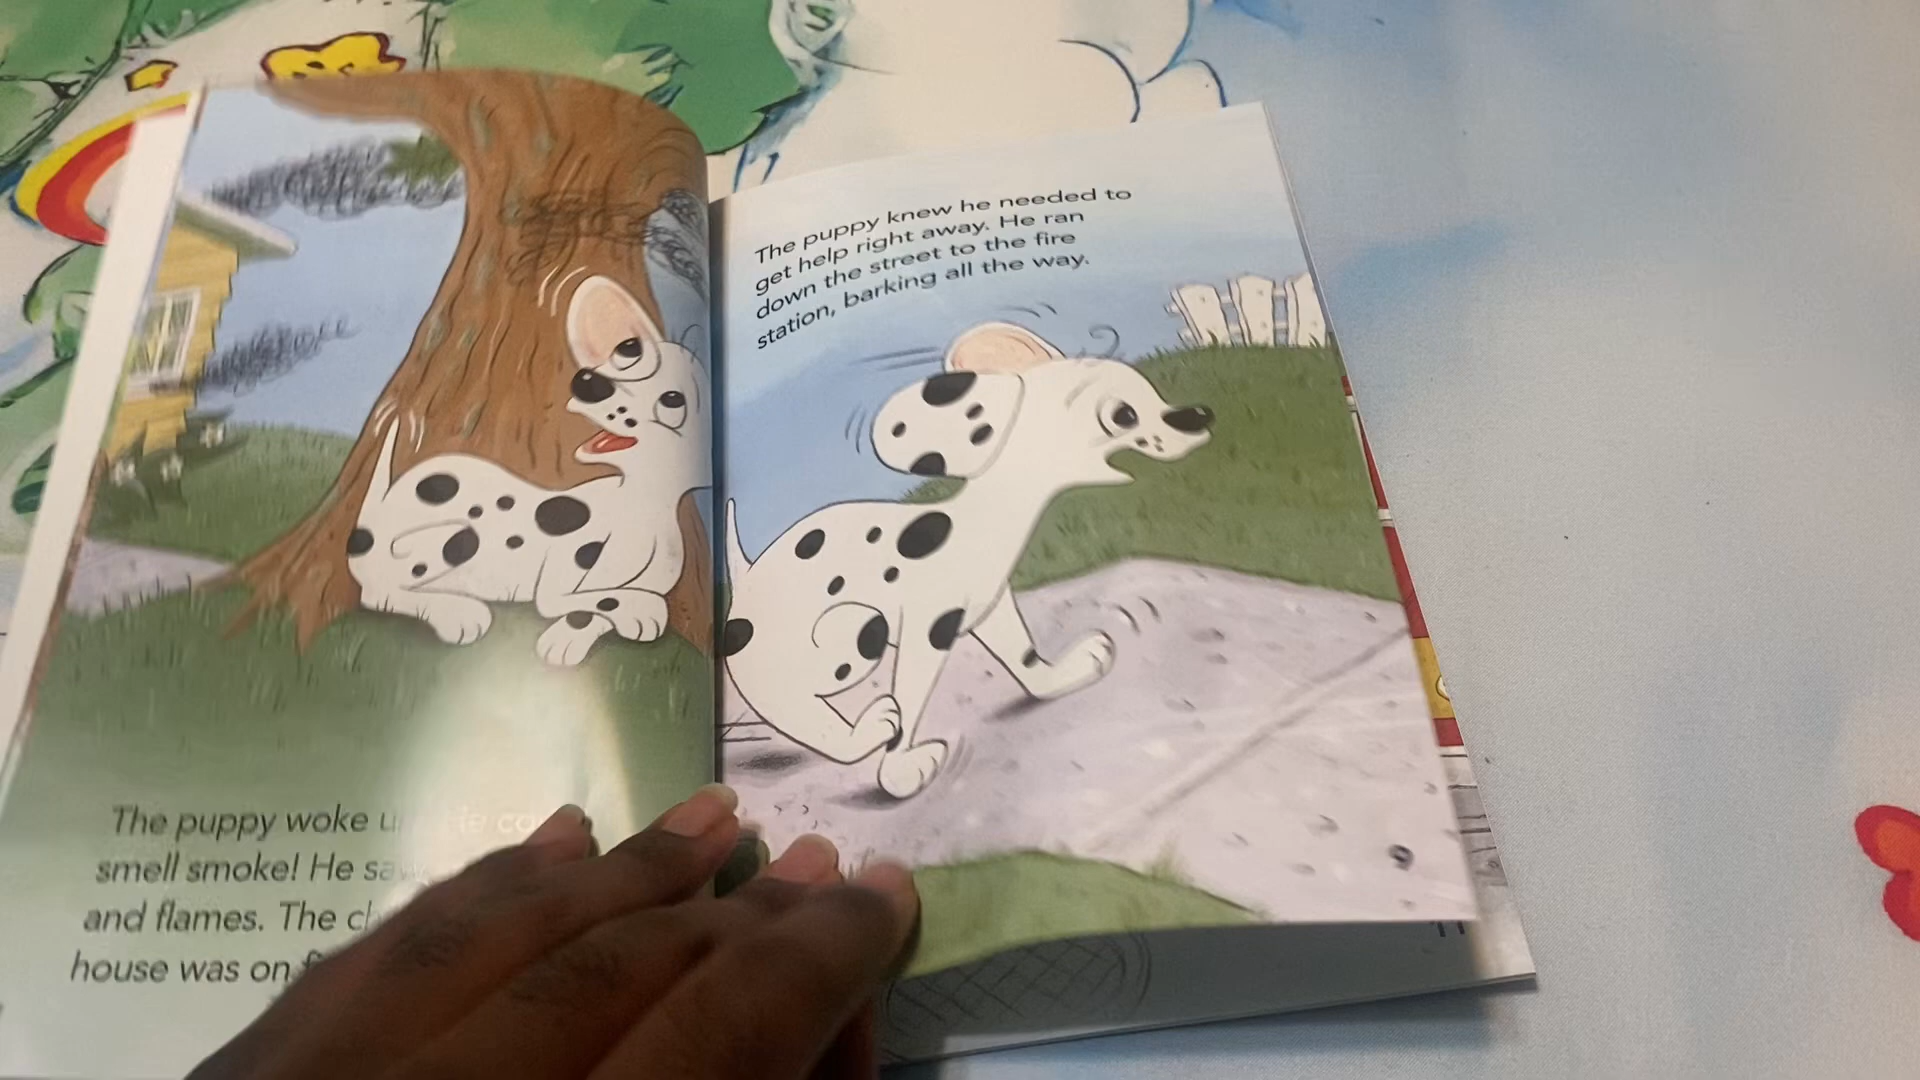 The puppy woke
smell smoke! He
and flames. The
house was on
The puppy knew he needed to
get help right away. He ran
down the street to the fire
station, barking all the way.